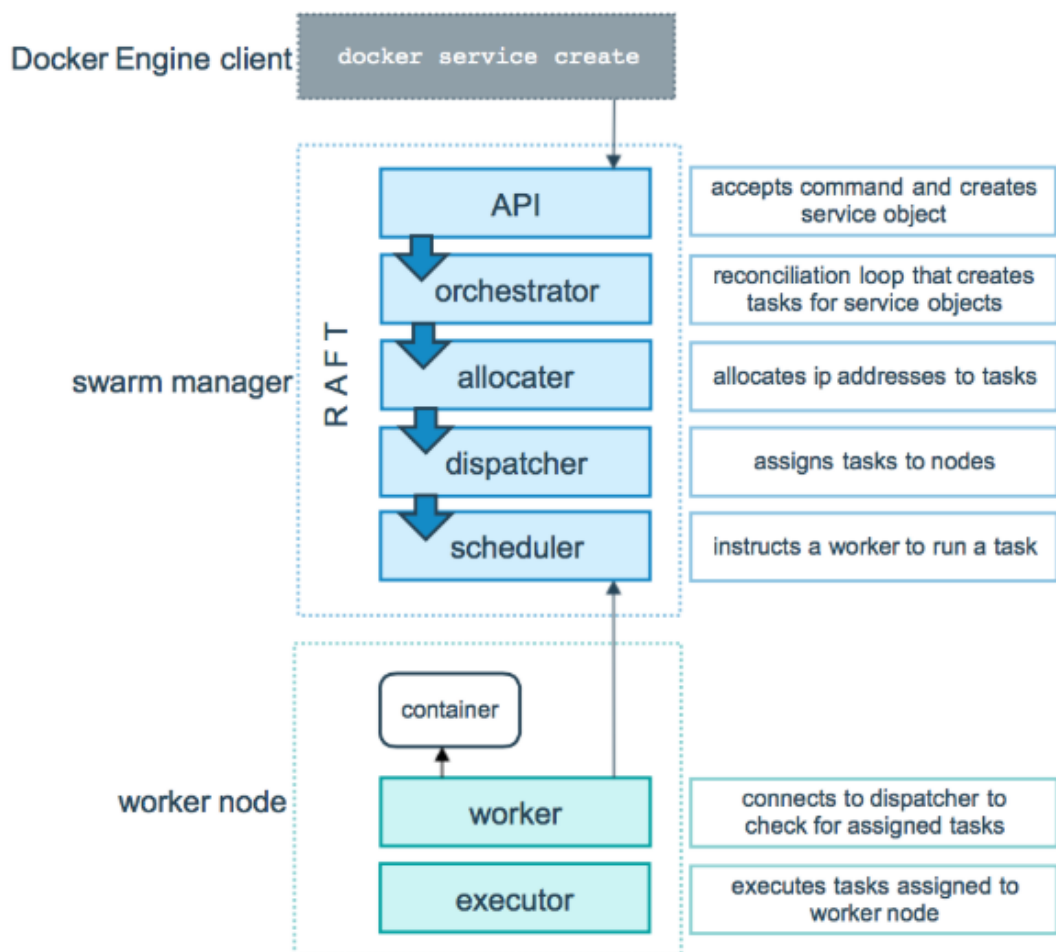 Docker Engine client
docker service create
API
accepts command and creates
service object
orchestrator
reconciliation loop that creates
tasks for service objects
swarm manager
RAFT
allocater
allocates ip addresses to tasks
dispatcher
assigns tasks to nodes
scheduler
instructs a worker to run a task
container
worker node
worker
connects to dispatcher to
check for assigned tasks
executor
executes tasks assigned to
worker node